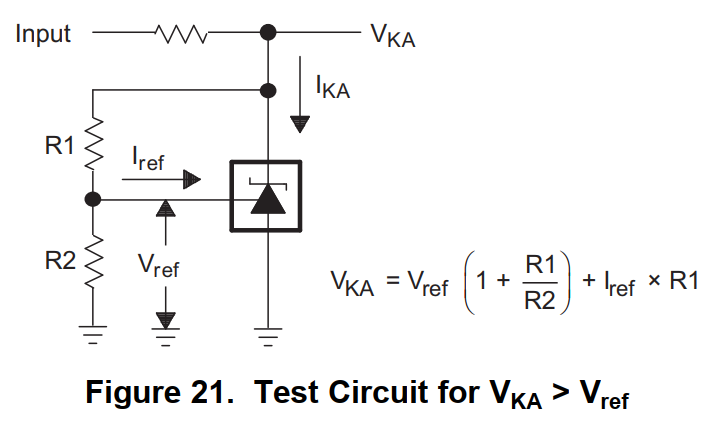 Input
VKA
IKA
R1
Iref
R2
Vref
VKA = Vref (1 + R1/R2) + Iref × R1
Figure 21. Test Circuit for VKA > Vref